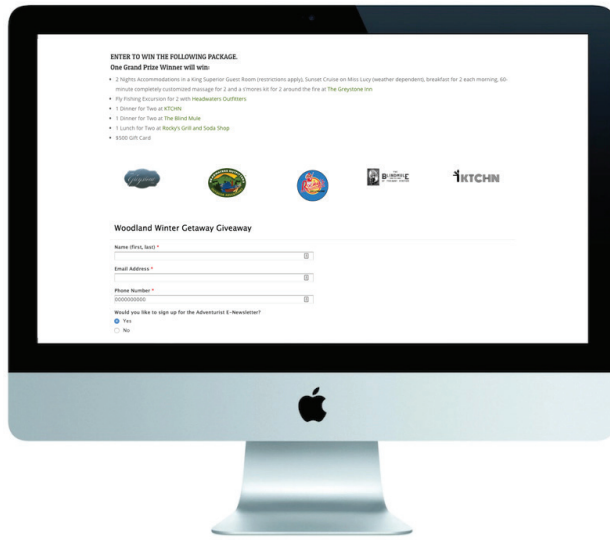 ENTER TO WIN THE FOLLOWING PACKAGE.
One Grand Prize Winner will win:
• 2 Nights Accommodations in a King Superior Guest Room (restrictions apply), Sunset Cruise on Miss Lucy (weather dependent), breakfast for 2 each morning, 60-
minute completely customized massage for 2 and a s'mores kit for 2 around the fire at The Greystone Inn
• Fly Fishing Excursion for 2 with Headwaters Outfitters
• 1 Dinner for Two at KTCHN
• 1 Dinner for Two at The Blind Mule
• 1 Lunch for Two at Rocky's Grill and Soda Shop
• $500 Gift Card
KTCHN
Woodland Winter Getaway Giveaway
Name (first, last) *
Email Address *
Phone Number *
0000000000
Would you like to sign up for the Adventurist E-Newsletter?
Yes
No